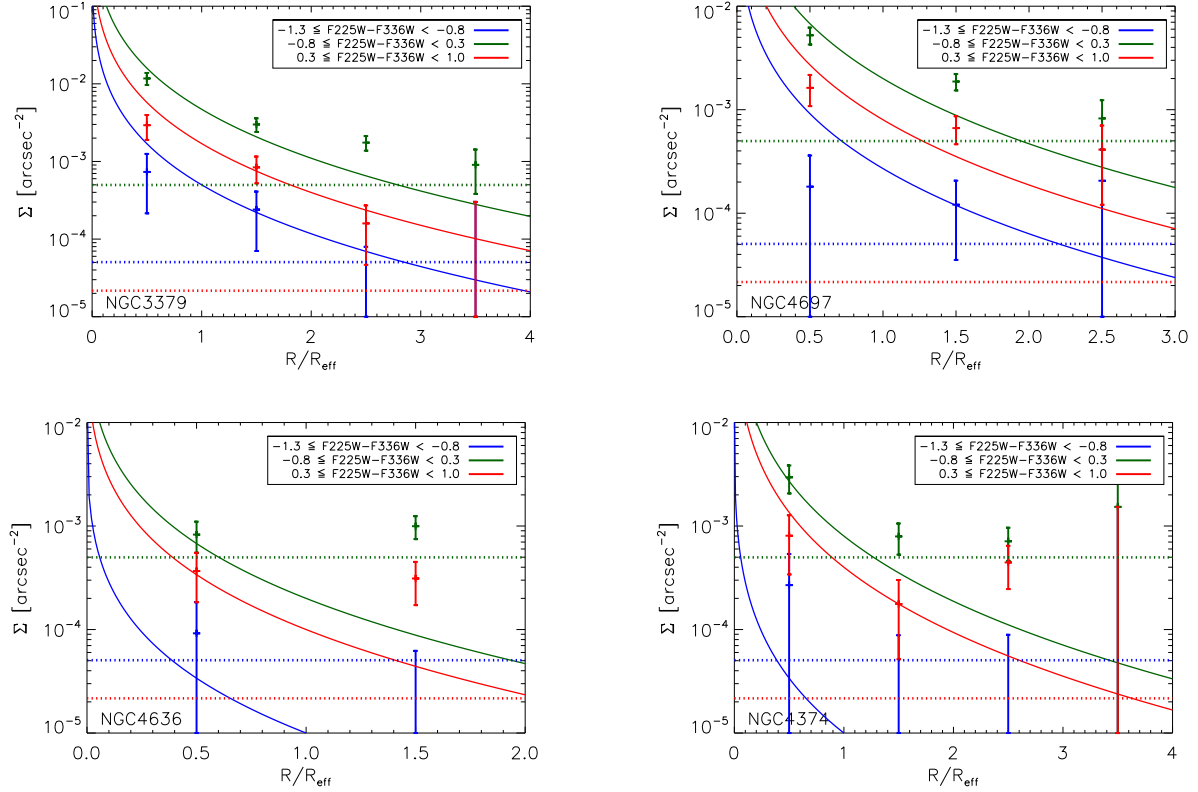 −1.3 ≦ F225W−F336W < −0.8
−0.8 ≦ F225W−F336W < 0.3
0.3 ≦ F225W−F336W < 1.0
10⁻¹
10⁻²
10⁻³
10⁻⁴
10⁻⁵
Σ [arcsec⁻²]
NGC3379
0 1 2 3 4
R/R_eff
−1.3 ≦ F225W−F336W < −0.8
−0.8 ≦ F225W−F336W < 0.3
0.3 ≦ F225W−F336W < 1.0
10⁻²
10⁻³
10⁻⁴
10⁻⁵
Σ [arcsec⁻²]
NGC4697
0.0 0.5 1.0 1.5 2.0 2.5 3.0
R/R_eff
−1.3 ≦ F225W−F336W < −0.8
−0.8 ≦ F225W−F336W < 0.3
0.3 ≦ F225W−F336W < 1.0
10⁻²
10⁻³
10⁻⁴
10⁻⁵
Σ [arcsec⁻²]
NGC4636
0.0 0.5 1.0 1.5 2.0
R/R_eff
−1.3 ≦ F225W−F336W < −0.8
−0.8 ≦ F225W−F336W < 0.3
0.3 ≦ F225W−F336W < 1.0
10⁻²
10⁻³
10⁻⁴
10⁻⁵
Σ [arcsec⁻²]
NGC4374
0 1 2 3 4
R/R_eff